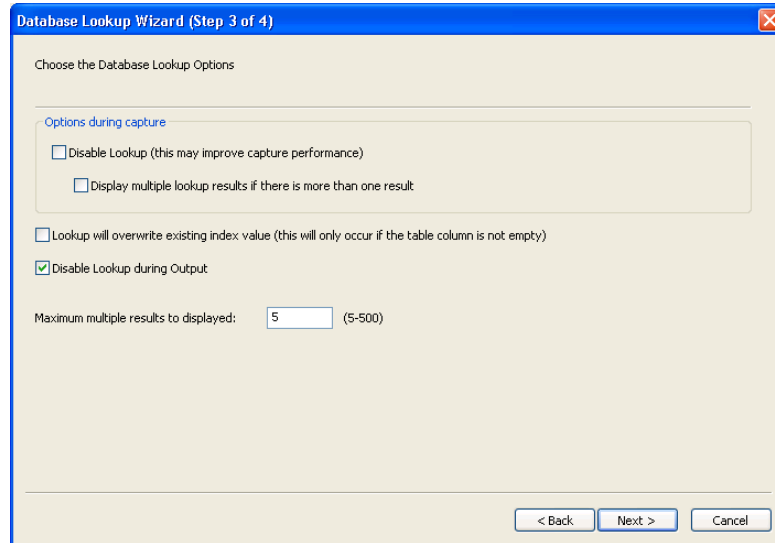 Database Lookup Wizard (Step 3 of 4)
Choose the Database Lookup Options
Options during capture
Disable Lookup (this may improve capture performance)
Display multiple lookup results if there is more than one result
Lookup will overwrite existing index value (this will only occur if the table column is not empty)
Disable Lookup during Output
Maximum multiple results to displayed: 5 (5-500)
< Back Next > Cancel